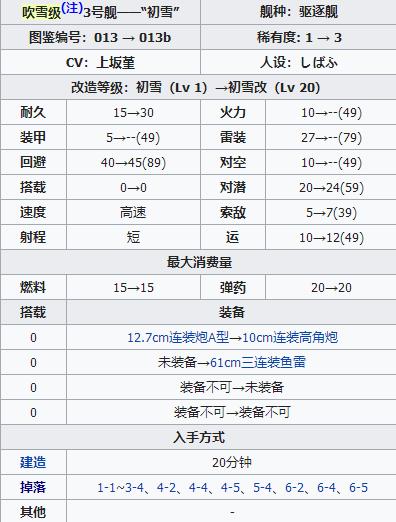 吹雪级(注)3号舰——“初雪” 舰种：驱逐舰
图鉴编号：013 → 013b 稀有度: 1 → 3
CV：上坂堇 人设：しばふ
改造等级：初雪（Lv 1）→初雪改（Lv 20）
耐久 15→30 火力 10→--(49)
装甲 5→--(49) 雷装 27→--(79)
回避 40→45(89) 对空 10→--(49)
搭载 0→0 对潜 20→24(59)
速度 高速 索敌 5→7(39)
射程 短 运 10→12(49)
最大消费量
燃料 15→15 弹药 20→20
搭载 装备
0 12.7cm连装炮A型→10cm连装高角炮
0 未装备→61cm三连装鱼雷
0 装备不可→未装备
0 装备不可→装备不可
入手方式
建造 20分钟
掉落 1-1~3-4、4-2、4-4、4-5、5-4、6-2、6-4、6-5
其他 -